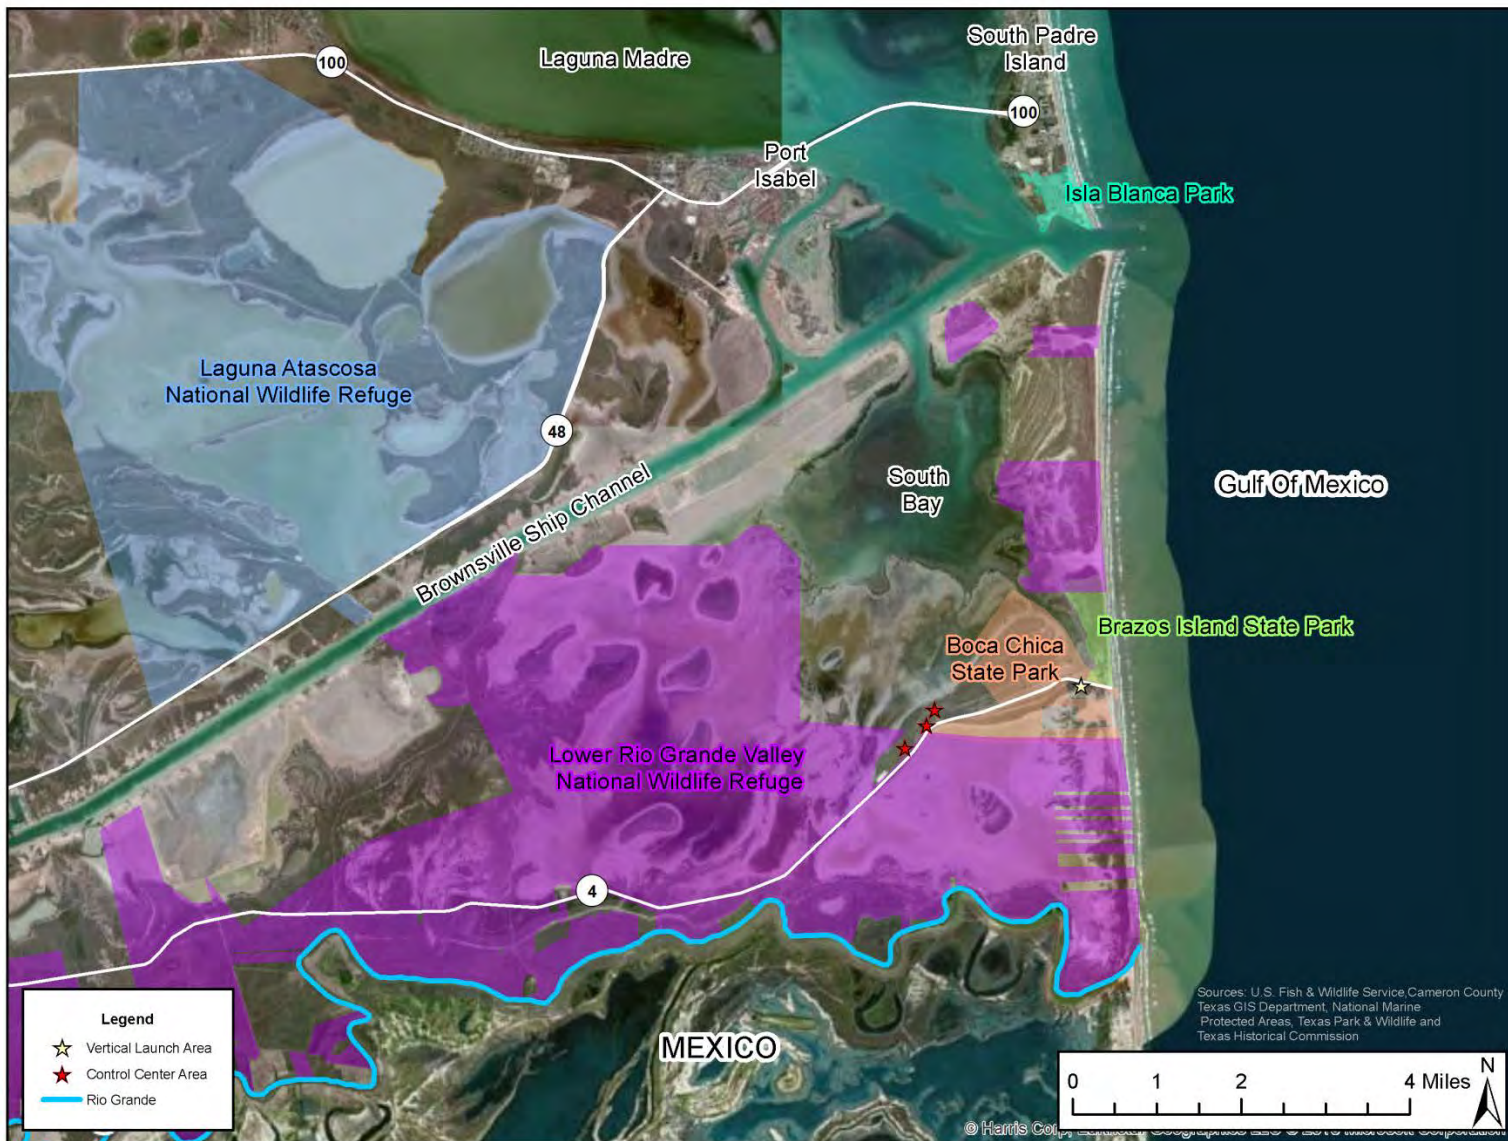 South Padre
Island
Laguna Madre
100
100
Port
Isabel
Isla Blanca Park
Laguna Atascosa
National Wildlife Refuge
48
South
Bay
Gulf Of Mexico
Brownsville Ship Channel
Brazos Island State Park
Boca Chica
State Park
Lower Rio Grande Valley
National Wildlife Refuge
4
MEXICO
Legend
Vertical Launch Area
Control Center Area
Rio Grande
Sources: U.S. Fish & Wildlife Service,Cameron County
Texas GIS Department, National Marine
Protected Areas, Texas Park & Wildlife and
Texas Historical Commission
N
0 1 2 4 Miles
© Harris Corp, Earthstar Geographics LLC